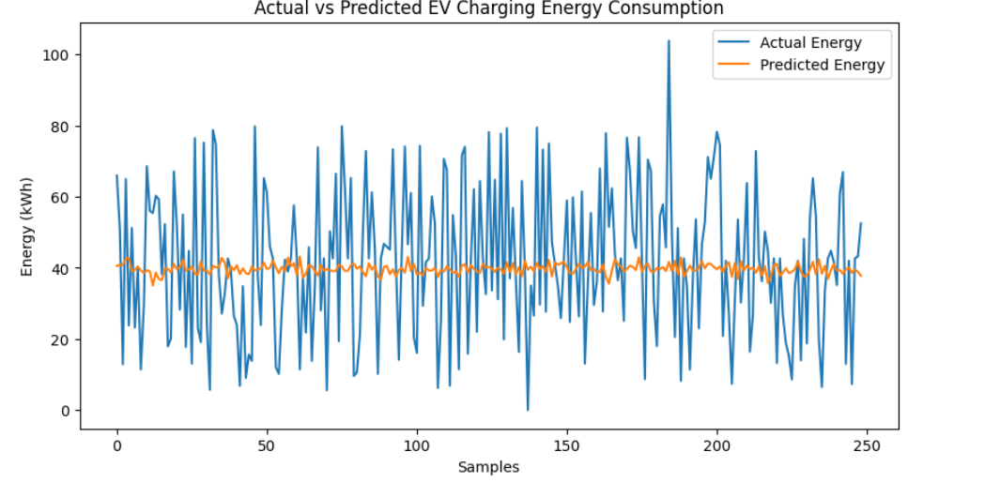 Actual vs Predicted EV Charging Energy Consumption
Actual Energy
Predicted Energy
Energy (kWh)
100
80
60
40
20
0
0 50 100 150 200 250
Samples